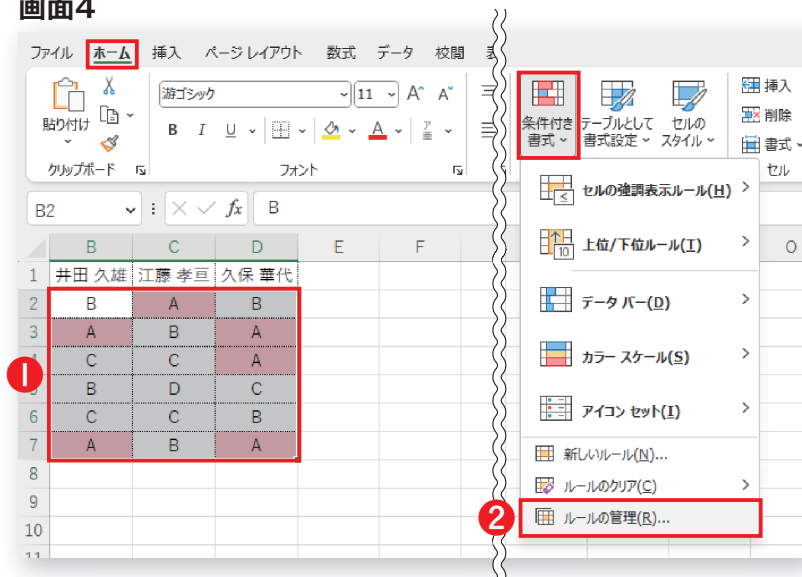 画面4
ファイル ホーム 挿入 ページ レイアウト 数式 データ 校閲
貼り付け
クリップボード
游ゴシック 11 A^ A˅
B I U A
フォント
条件付き書式 テーブルとして書式設定 セルのスタイル
挿入
削除
書式
セル
B2 fx B
B C D E F O
1 井田 久雄 江藤 孝亘 久保 華代
2 B A B
3 A B A
4 C C A
5 B D C
6 C C B
7 A B A
8
9
10
11
1
セルの強調表示ルール(H)
上位/下位ルール(T)
データ バー(D)
カラー スケール(S)
アイコン セット(I)
新しいルール(N)...
ルールのクリア(C)
2 ルールの管理(R)...